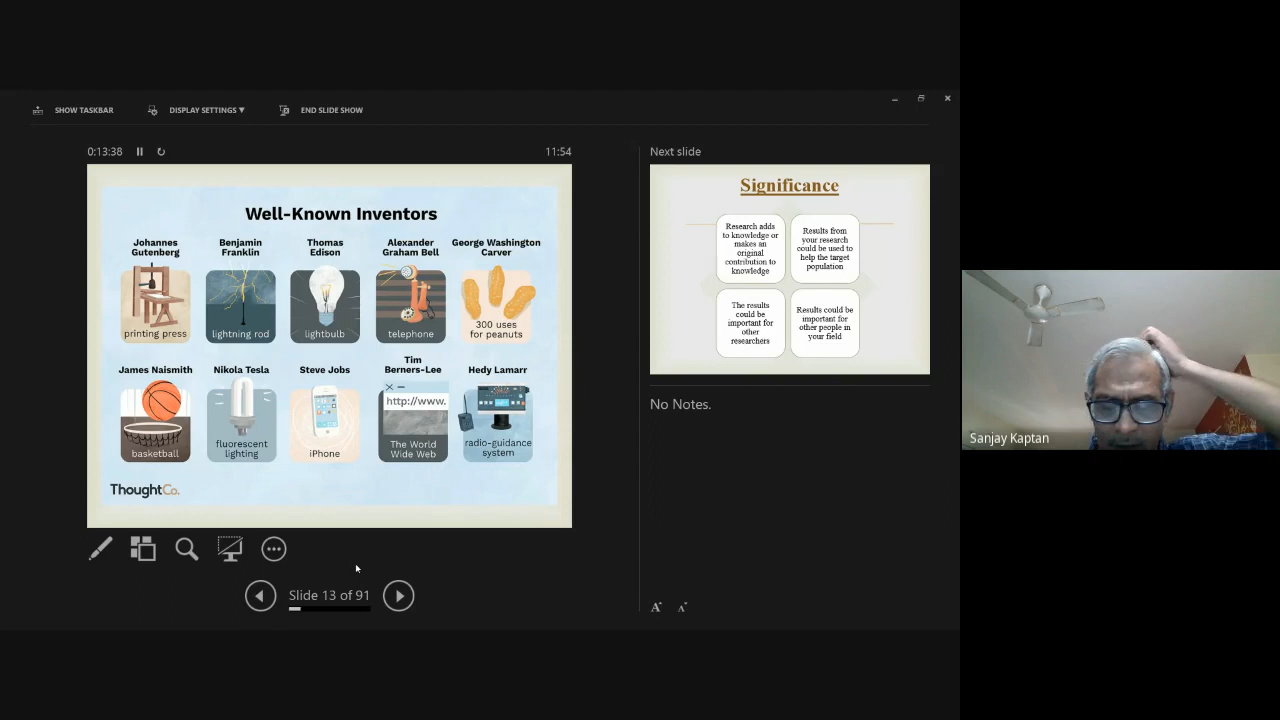 SHOW TASKBAR
DISPLAY SETTINGS ▼
END SLIDE SHOW
0:13:38
11:54
Next slide
Well-Known Inventors
Johannes
Gutenberg
printing press
Benjamin
Franklin
lightning rod
Thomas
Edison
lightbulb
Alexander
Graham Bell
telephone
George Washington
Carver
300 uses
for peanuts
James Naismith
basketball
Nikola Tesla
fluorescent
lighting
Steve Jobs
iPhone
Tim
Berners-Lee
http://www.
The World
Wide Web
Hedy Lamarr
radio-guidance
system
ThoughtCo.
Significance
Research adds
to knowledge or
makes an
original
contribution to
knowledge
Results from
your research
could be used to
help the target
population
The results
could be
important for
other
researchers
Results could be
important for
other people in
your field
No Notes.
Slide 13 of 91
A A
Sanjay Kaptan